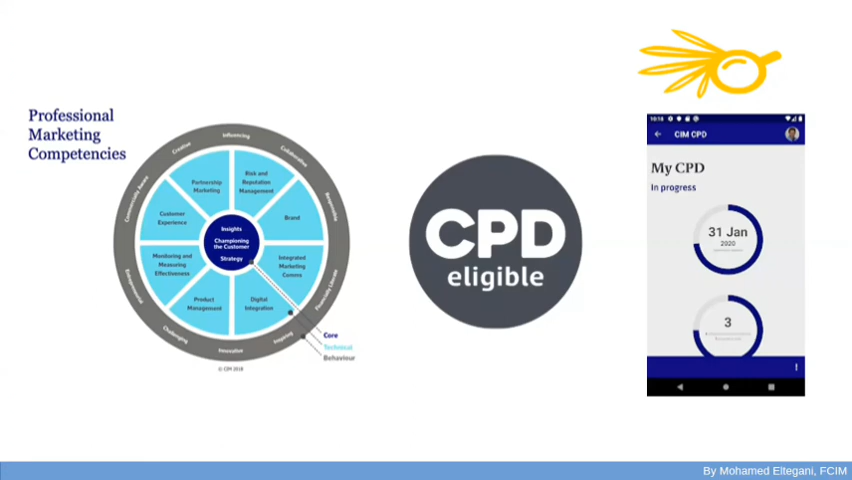 Professional
Marketing
Competencies
Influencing
Creative
Collaborative
Commercially Aware
Responsible
Entrepreneurial
Financially Literate
Challenging
Innovative
Inspiring
Risk and
Reputation
Management
Partnership
Marketing
Customer
Experience
Brand
Insights
Championing
the Customer
Strategy
Monitoring and
Measuring
Effectiveness
Integrated
Marketing
Comms
Product
Management
Digital
Integration
Core
Technical
Behaviour
© CIM 2018
CPD
eligible
10:18
CIM CPD
My CPD
In progress
31 Jan
2020
3
By Mohamed Eltegani, FCIM